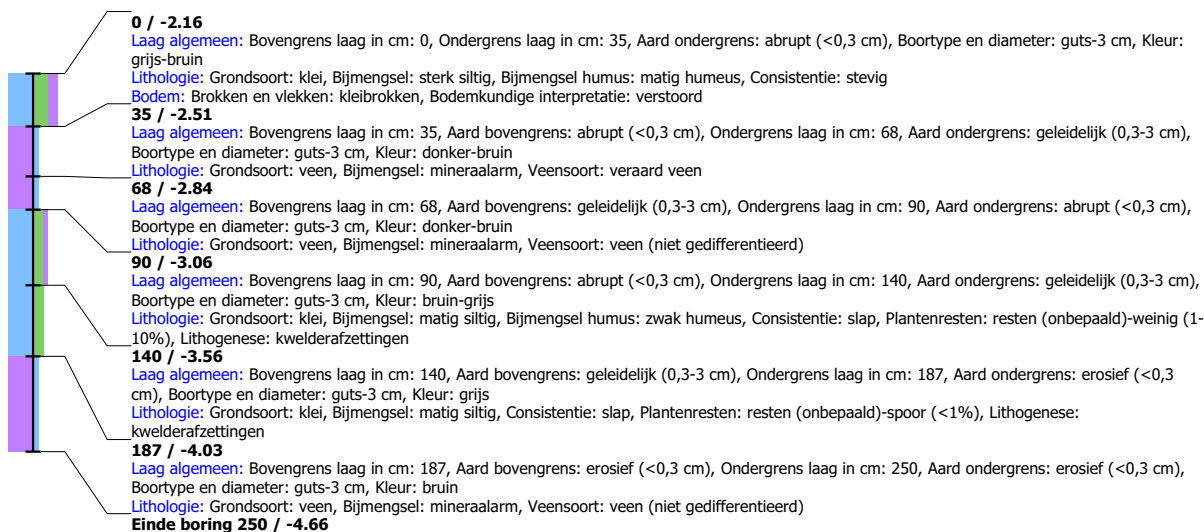 0 / -2.16
Laag algemeen: Bovengrens laag in cm: 0, Ondergrens laag in cm: 35, Aard ondergrens: abrupt (<0,3 cm), Boortype en diameter: guts-3 cm, Kleur:
grijs-bruin
Lithologie: Grondsoort: klei, Bijmengsel: sterk siltig, Bijmengsel humus: matig humeus, Consistentie: stevig
Bodem: Brokken en vlekken: kleibrokken, Bodemkundige interpretatie: verstoord
35 / -2.51
Laag algemeen: Bovengrens laag in cm: 35, Aard bovengrens: abrupt (<0,3 cm), Ondergrens laag in cm: 68, Aard ondergrens: geleidelijk (0,3-3 cm),
Boortype en diameter: guts-3 cm, Kleur: donker-bruin
Lithologie: Grondsoort: veen, Bijmengsel: mineraalarm, Veensoort: veraard veen
68 / -2.84
Laag algemeen: Bovengrens laag in cm: 68, Aard bovengrens: geleidelijk (0,3-3 cm), Ondergrens laag in cm: 90, Aard ondergrens: abrupt (<0,3 cm),
Boortype en diameter: guts-3 cm, Kleur: donker-bruin
Lithologie: Grondsoort: veen, Bijmengsel: mineraalarm, Veensoort: veen (niet gedifferentieerd)
90 / -3.06
Laag algemeen: Bovengrens laag in cm: 90, Aard bovengrens: abrupt (<0,3 cm), Ondergrens laag in cm: 140, Aard ondergrens: geleidelijk (0,3-3 cm),
Boortype en diameter: guts-3 cm, Kleur: bruin-grijs
Lithologie: Grondsoort: klei, Bijmengsel: matig siltig, Bijmengsel humus: zwak humeus, Consistentie: slap, Plantenresten: resten (onbepaald)-weinig (1-
10%), Lithogenese: kwelderafzettingen
140 / -3.56
Laag algemeen: Bovengrens laag in cm: 140, Aard bovengrens: geleidelijk (0,3-3 cm), Ondergrens laag in cm: 187, Aard ondergrens: erosief (<0,3
cm), Boortype en diameter: guts-3 cm, Kleur: grijs
Lithologie: Grondsoort: klei, Bijmengsel: matig siltig, Consistentie: slap, Plantenresten: resten (onbepaald)-spoor (<1%), Lithogenese:
kwelderafzettingen
187 / -4.03
Laag algemeen: Bovengrens laag in cm: 187, Aard bovengrens: erosief (<0,3 cm), Ondergrens laag in cm: 250, Aard ondergrens: erosief (<0,3 cm),
Boortype en diameter: guts-3 cm, Kleur: bruin
Lithologie: Grondsoort: veen, Bijmengsel: mineraalarm, Veensoort: veen (niet gedifferentieerd)
Einde boring 250 / -4.66